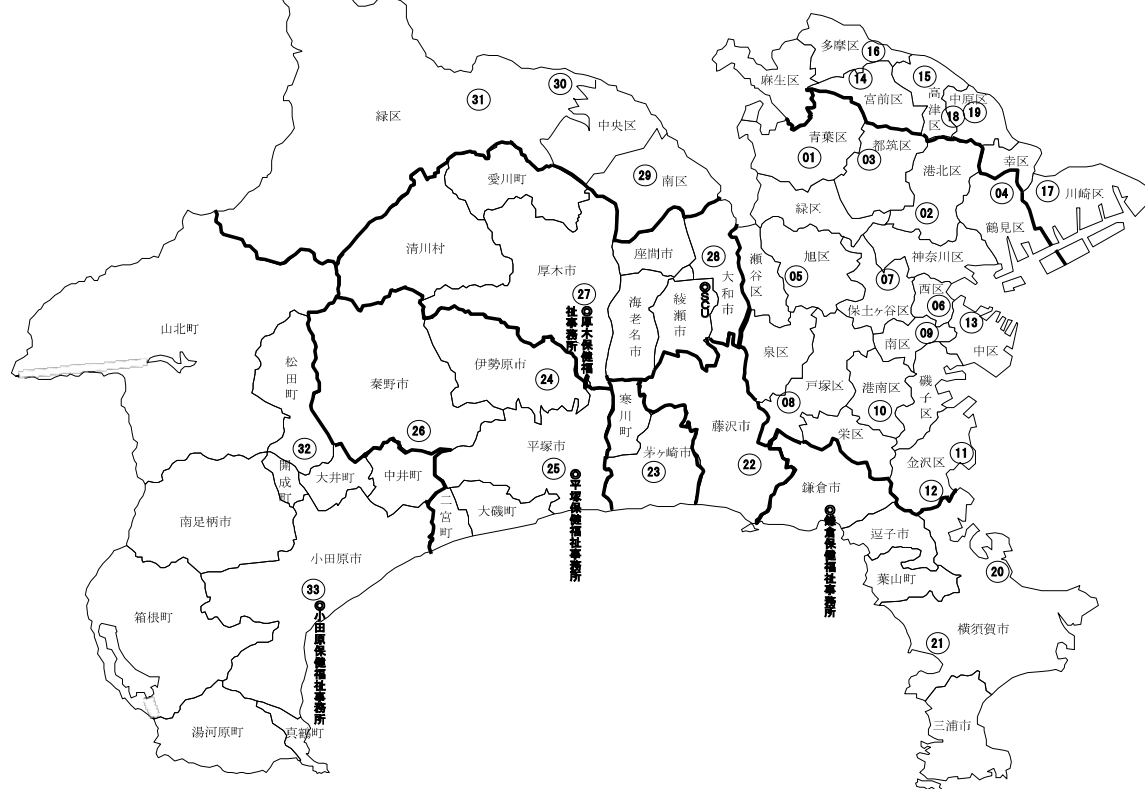 多摩区
16
麻生区
14
宮前区
15
高津区
中原区
18
19
幸区
17
川崎区
青葉区
01
都筑区
03
港北区
02
04
鶴見区
緑区
31
緑区
30
中央区
29
南区
愛川町
清川村
厚木市
27
◎厚木保健福祉事務所
座間市
28
大和市
◎SCU
綾瀬市
海老名市
瀬谷区
旭区
05
神奈川区
07
保土ヶ谷区
西区
06
09
南区
13
中区
泉区
08
戸塚区
港南区
10
磯子区
栄区
金沢区
11
12
山北町
松田町
32
秦野市
26
伊勢原市
24
平塚市
25
◎平塚保健福祉事務所
寒川町
茅ヶ崎市
23
藤沢市
22
鎌倉市
◎鎌倉保健福祉事務所
開成町
大井町
中井町
二宮町
大磯町
南足柄市
小田原市
33
◎小田原保健福祉事務所
箱根町
湯河原町
真鶴町
逗子市
葉山町
20
横須賀市
21
三浦市